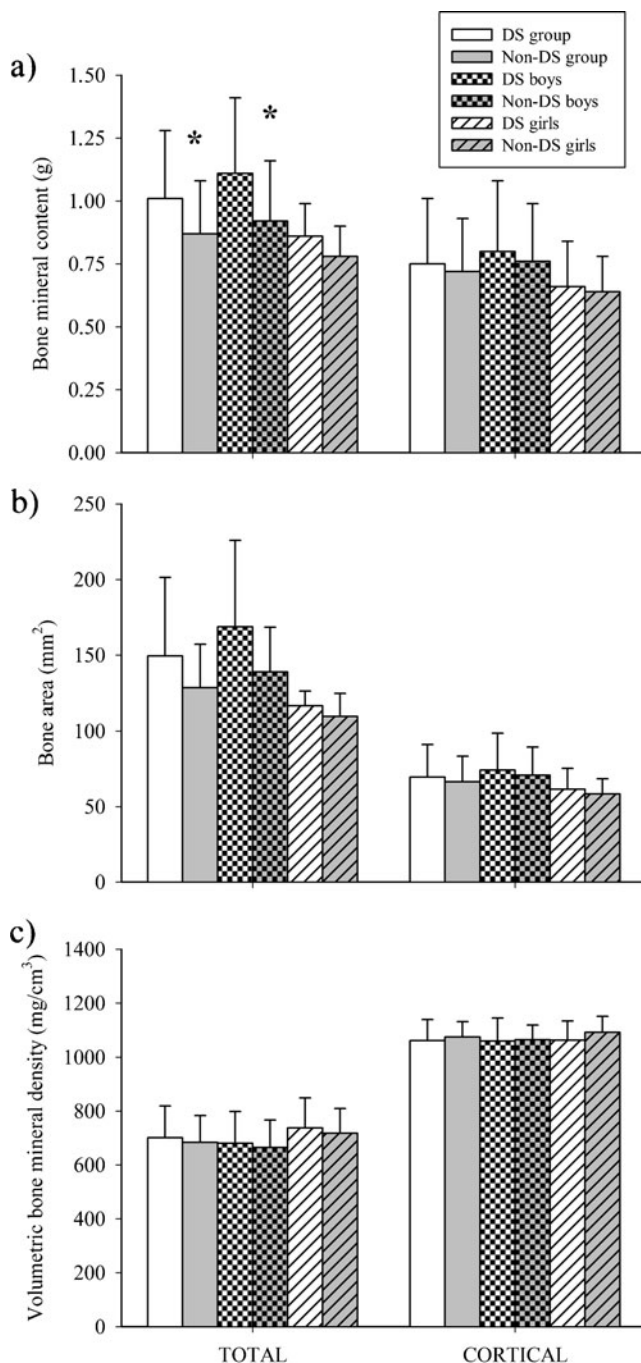 DS group
Non-DS group
DS boys
Non-DS boys
DS girls
Non-DS girls
a)
Bone mineral content (g)
1.50
1.25
1.00
0.75
0.50
0.25
0.00
*
*
b)
Bone area (mm²)
250
200
150
100
50
0
c)
Volumetric bone mineral density (mg/cm³)
1400
1200
1000
800
600
400
200
0
TOTAL CORTICAL